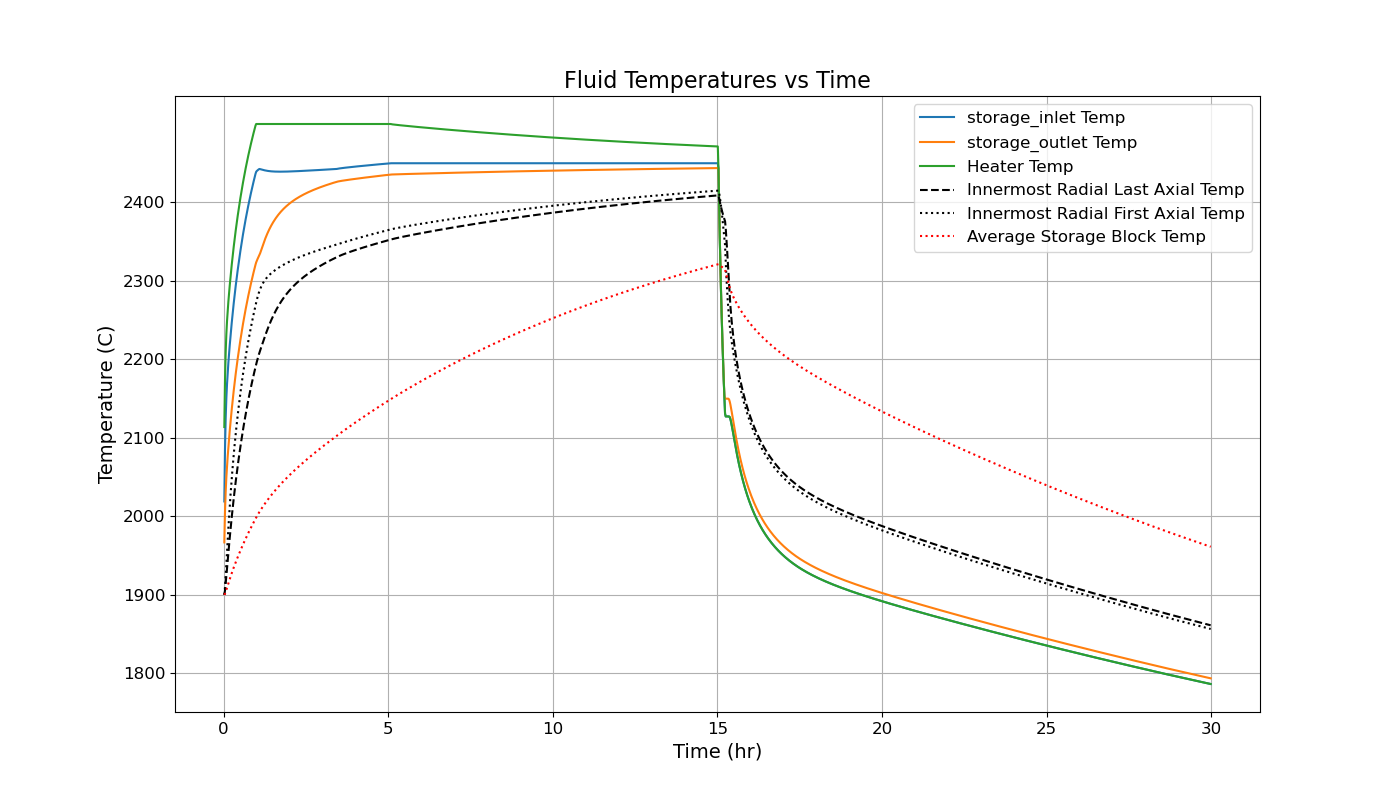 Fluid Temperatures vs Time
storage_inlet Temp
storage_outlet Temp
Heater Temp
Innermost Radial Last Axial Temp
Innermost Radial First Axial Temp
Average Storage Block Temp
Temperature (C)
2400
2300
2200
2100
2000
1900
1800
0 5 10 15 20 25 30
Time (hr)